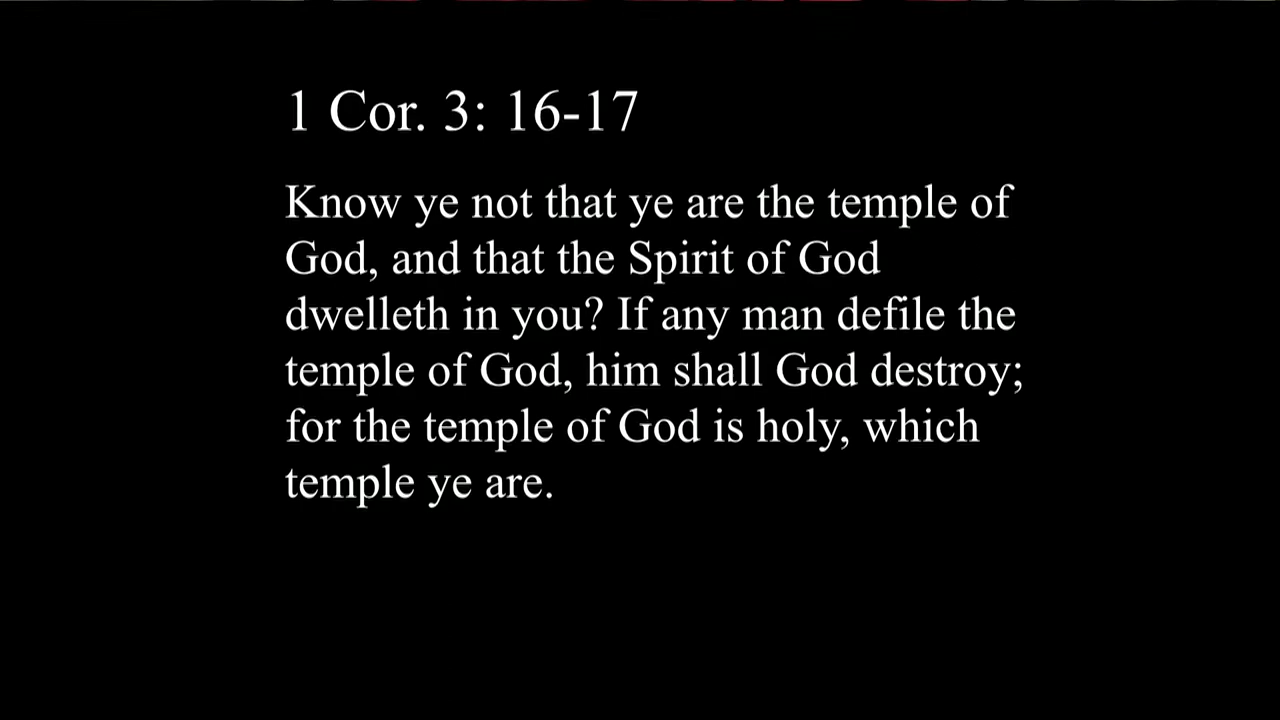 1 Cor. 3: 16-17
Know ye not that ye are the temple of
God, and that the Spirit of God
dwelleth in you? If any man defile the
temple of God, him shall God destroy;
for the temple of God is holy, which
temple ye are.